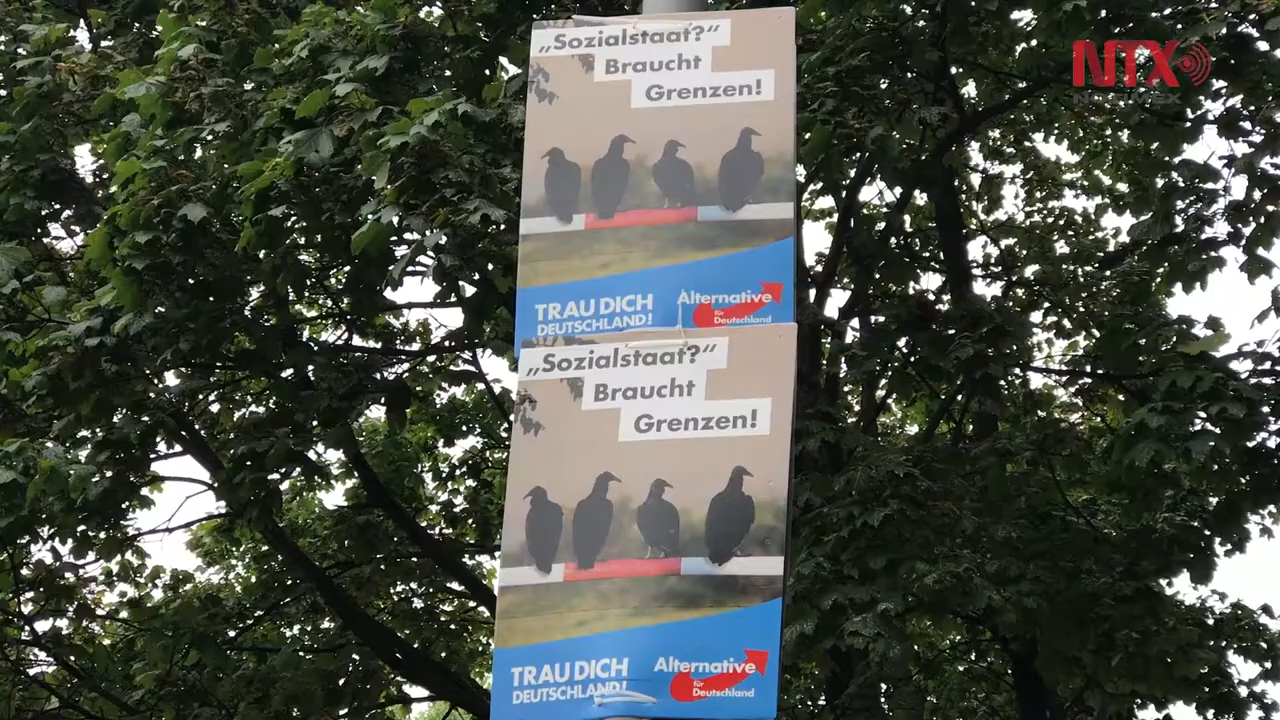 NTX
„Sozialstaat?“
Braucht
Grenzen!
TRAU DICH
DEUTSCHLAND!
Alternative
für
Deutschland
„Sozialstaat?“
Braucht
Grenzen!
TRAU DICH
DEUTSCHLAND!
Alternative
für
Deutschland